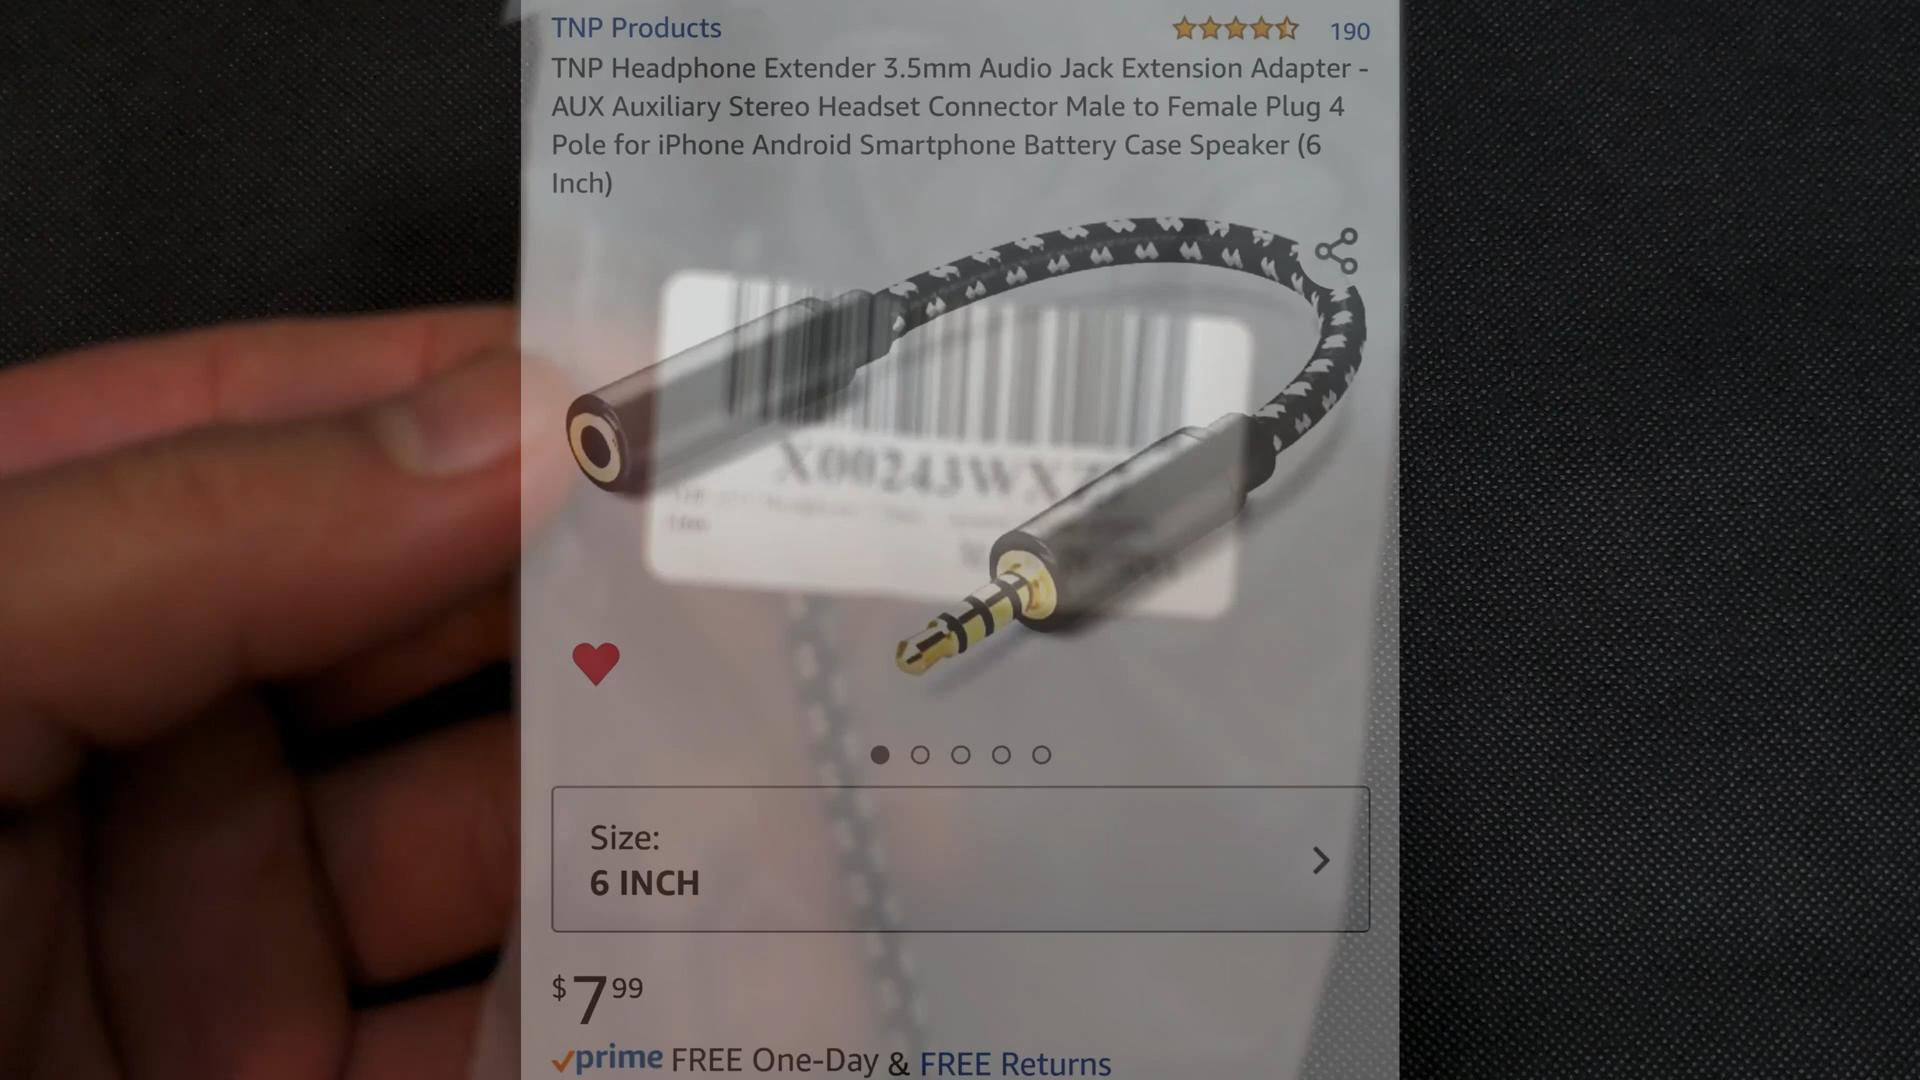 TNP Products
190
TNP Headphone Extender 3.5mm Audio Jack Extension Adapter -
AUX Auxiliary Stereo Headset Connector Male to Female Plug 4
Pole for iPhone Android Smartphone Battery Case Speaker (6
Inch)
X00243WX
Size:
6 INCH
$7 99
prime FREE One-Day & FREE Returns